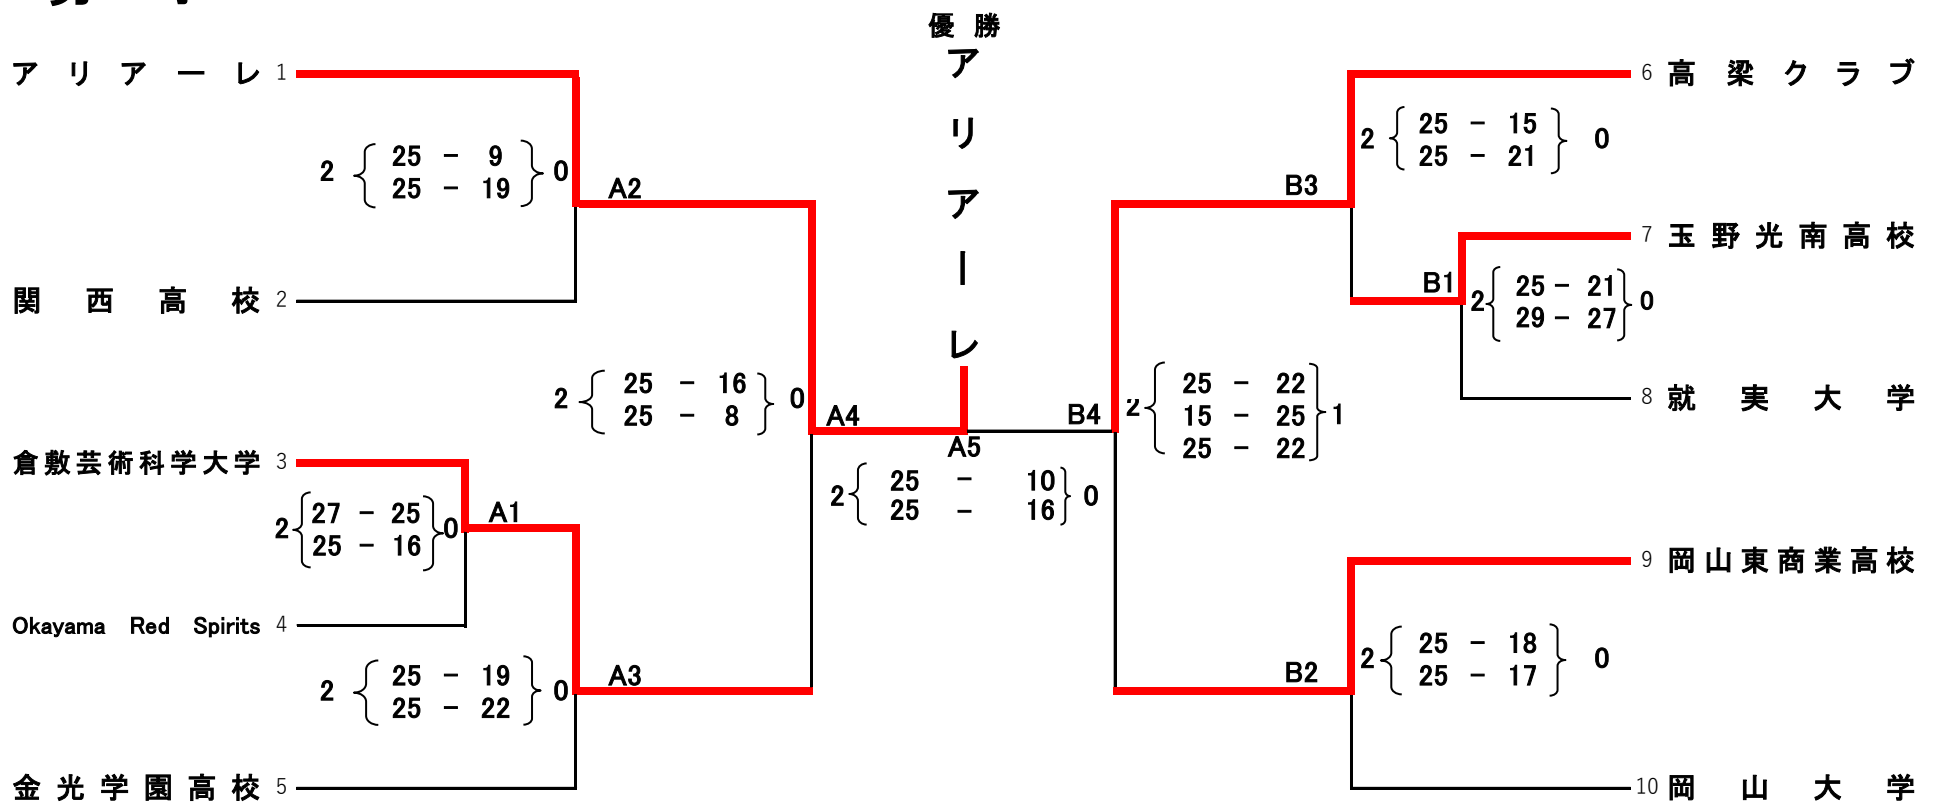 優勝
アリアーレ
アリアーレ 1
2 { 25 - 9 } 0
25 - 19
A2
関西高校 2
2 { 25 - 16 } 0
25 - 8
A4
倉敷芸術科学大学 3
2 { 27 - 25 } 0
25 - 16
A1
Okayama Red Spirits 4
2 { 25 - 19 } 0
25 - 22
A3
金光学園高校 5
A5
2 { 25 - 10 } 0
25 - 16
6 高梁クラブ
2 { 25 - 15 } 0
25 - 21
B3
7 玉野光南高校
B1
2 { 25 - 21 } 0
29 - 27
8 就実大学
B4
2 { 25 - 22 } 1
15 - 25
25 - 22
9 岡山東商業高校
2 { 25 - 18 } 0
25 - 17
B2
10 岡山大学